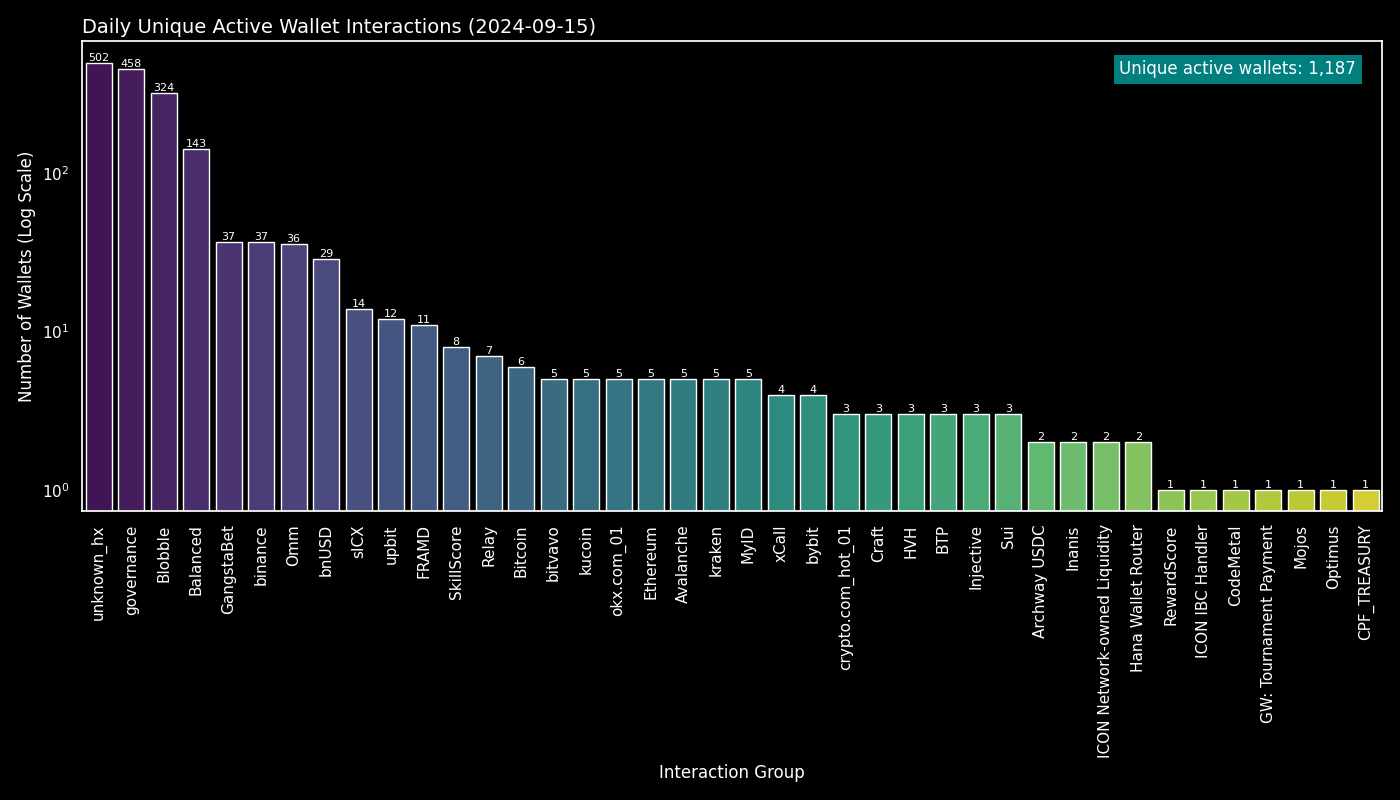 Daily Unique Active Wallet Interactions (2024-09-15)
Unique active wallets: 1,187
Number of Wallets (Log Scale)
10²
10¹
10⁰
502
458
324
143
37
37
36
29
14
12
11
8
7
6
5
5
5
5
5
5
5
4
4
3
3
3
3
3
3
2
2
2
2
1
1
1
1
1
1
1
unknown_hx
governance
Blobble
Balanced
GangstaBet
binance
Omm
bnUSD
sICX
upbit
FRAMD
SkillScore
Relay
Bitcoin
bitvavo
kucoin
okx.com_01
Ethereum
Avalanche
kraken
MyID
xCall
bybit
crypto.com_hot_01
Craft
HVH
BTP
Injective
Sui
Archway USDC
Inanis
ICON Network-owned Liquidity
Hana Wallet Router
RewardScore
ICON IBC Handler
CodeMetal
GW: Tournament Payment
Mojos
Optimus
CPF_TREASURY
Interaction Group